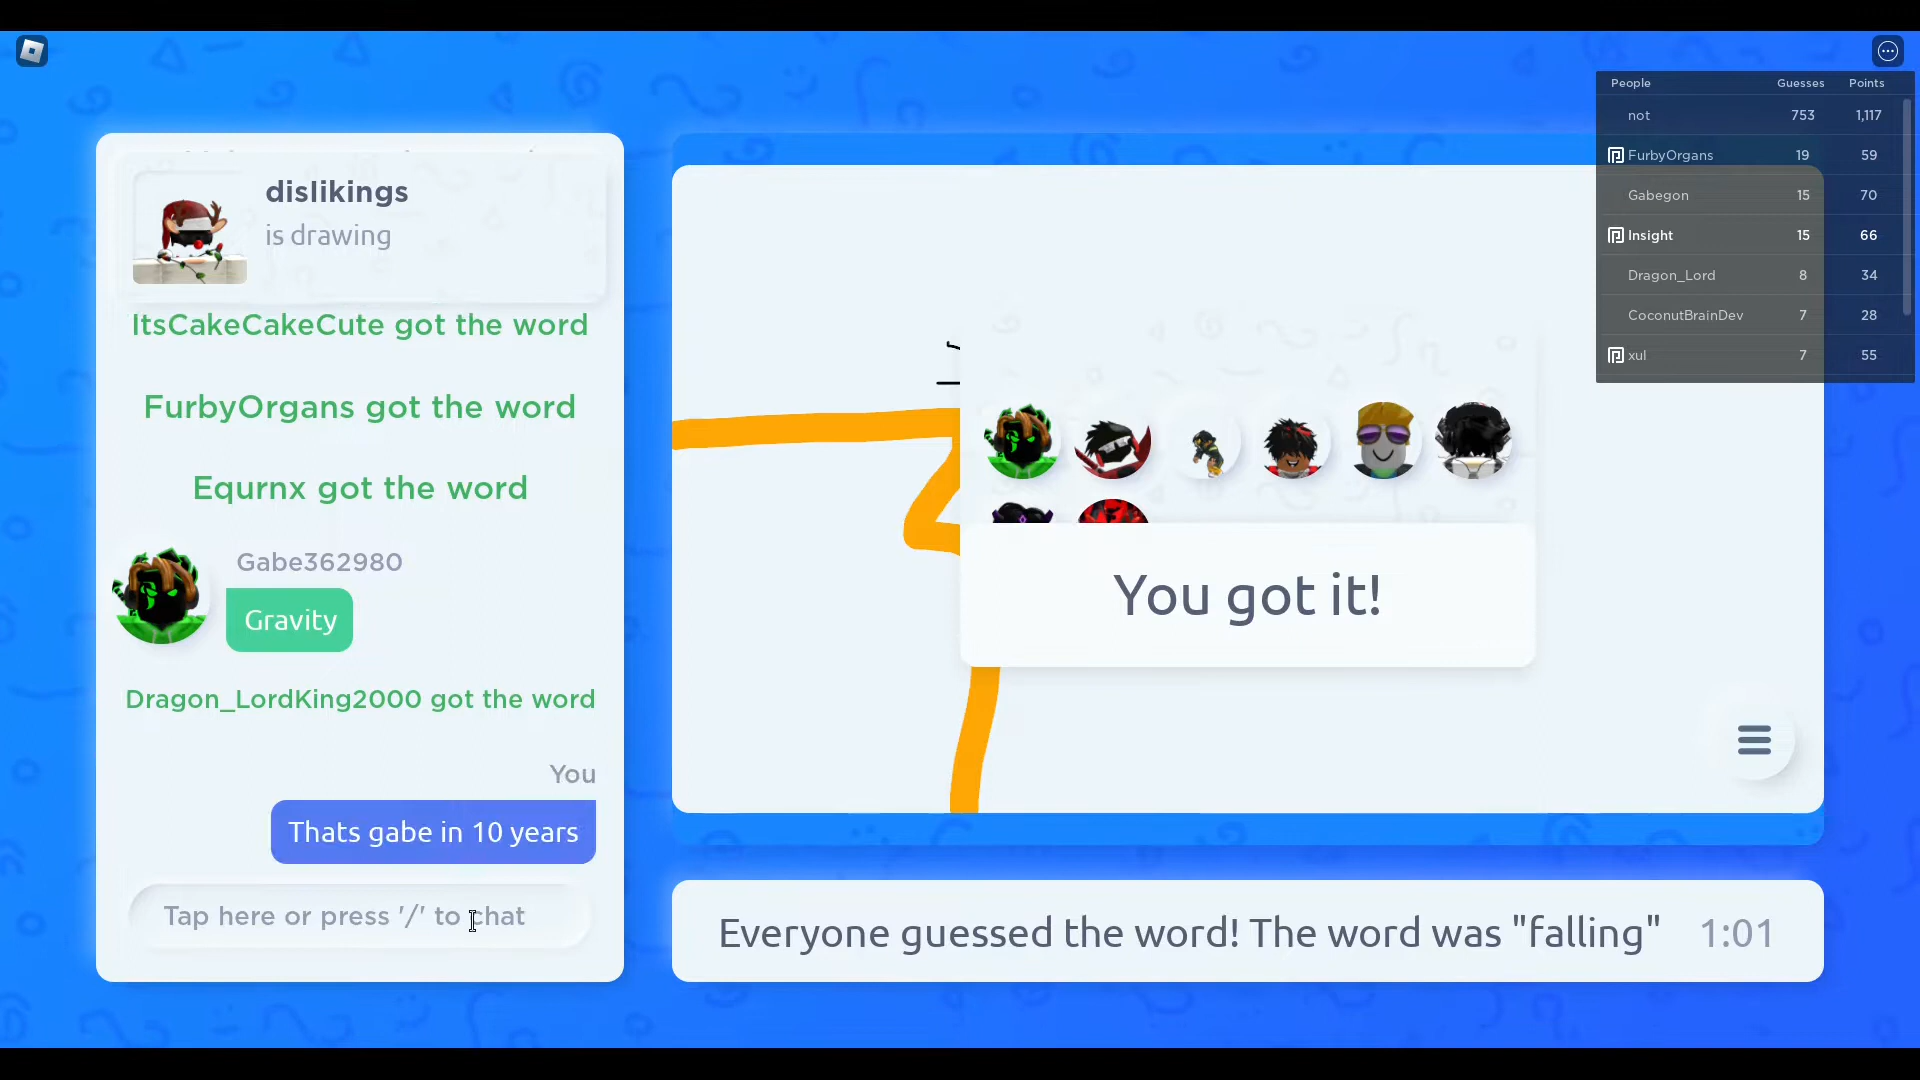 People Guesses Points
not 753 1,117
FurbyOrgans 19 59
Gabegon 15 70
Insight 15 66
Dragon_Lord 8 34
CoconutBrainDev 7 28
xul 7 55
dislikings
is drawing
ItsCakeCakeCute got the word
FurbyOrgans got the word
Equrnx got the word
Gabe362980
Gravity
Dragon_LordKing2000 got the word
You
Thats gabe in 10 years
Tap here or press '/' to chat
You got it!
Everyone guessed the word! The word was "falling" 1:01